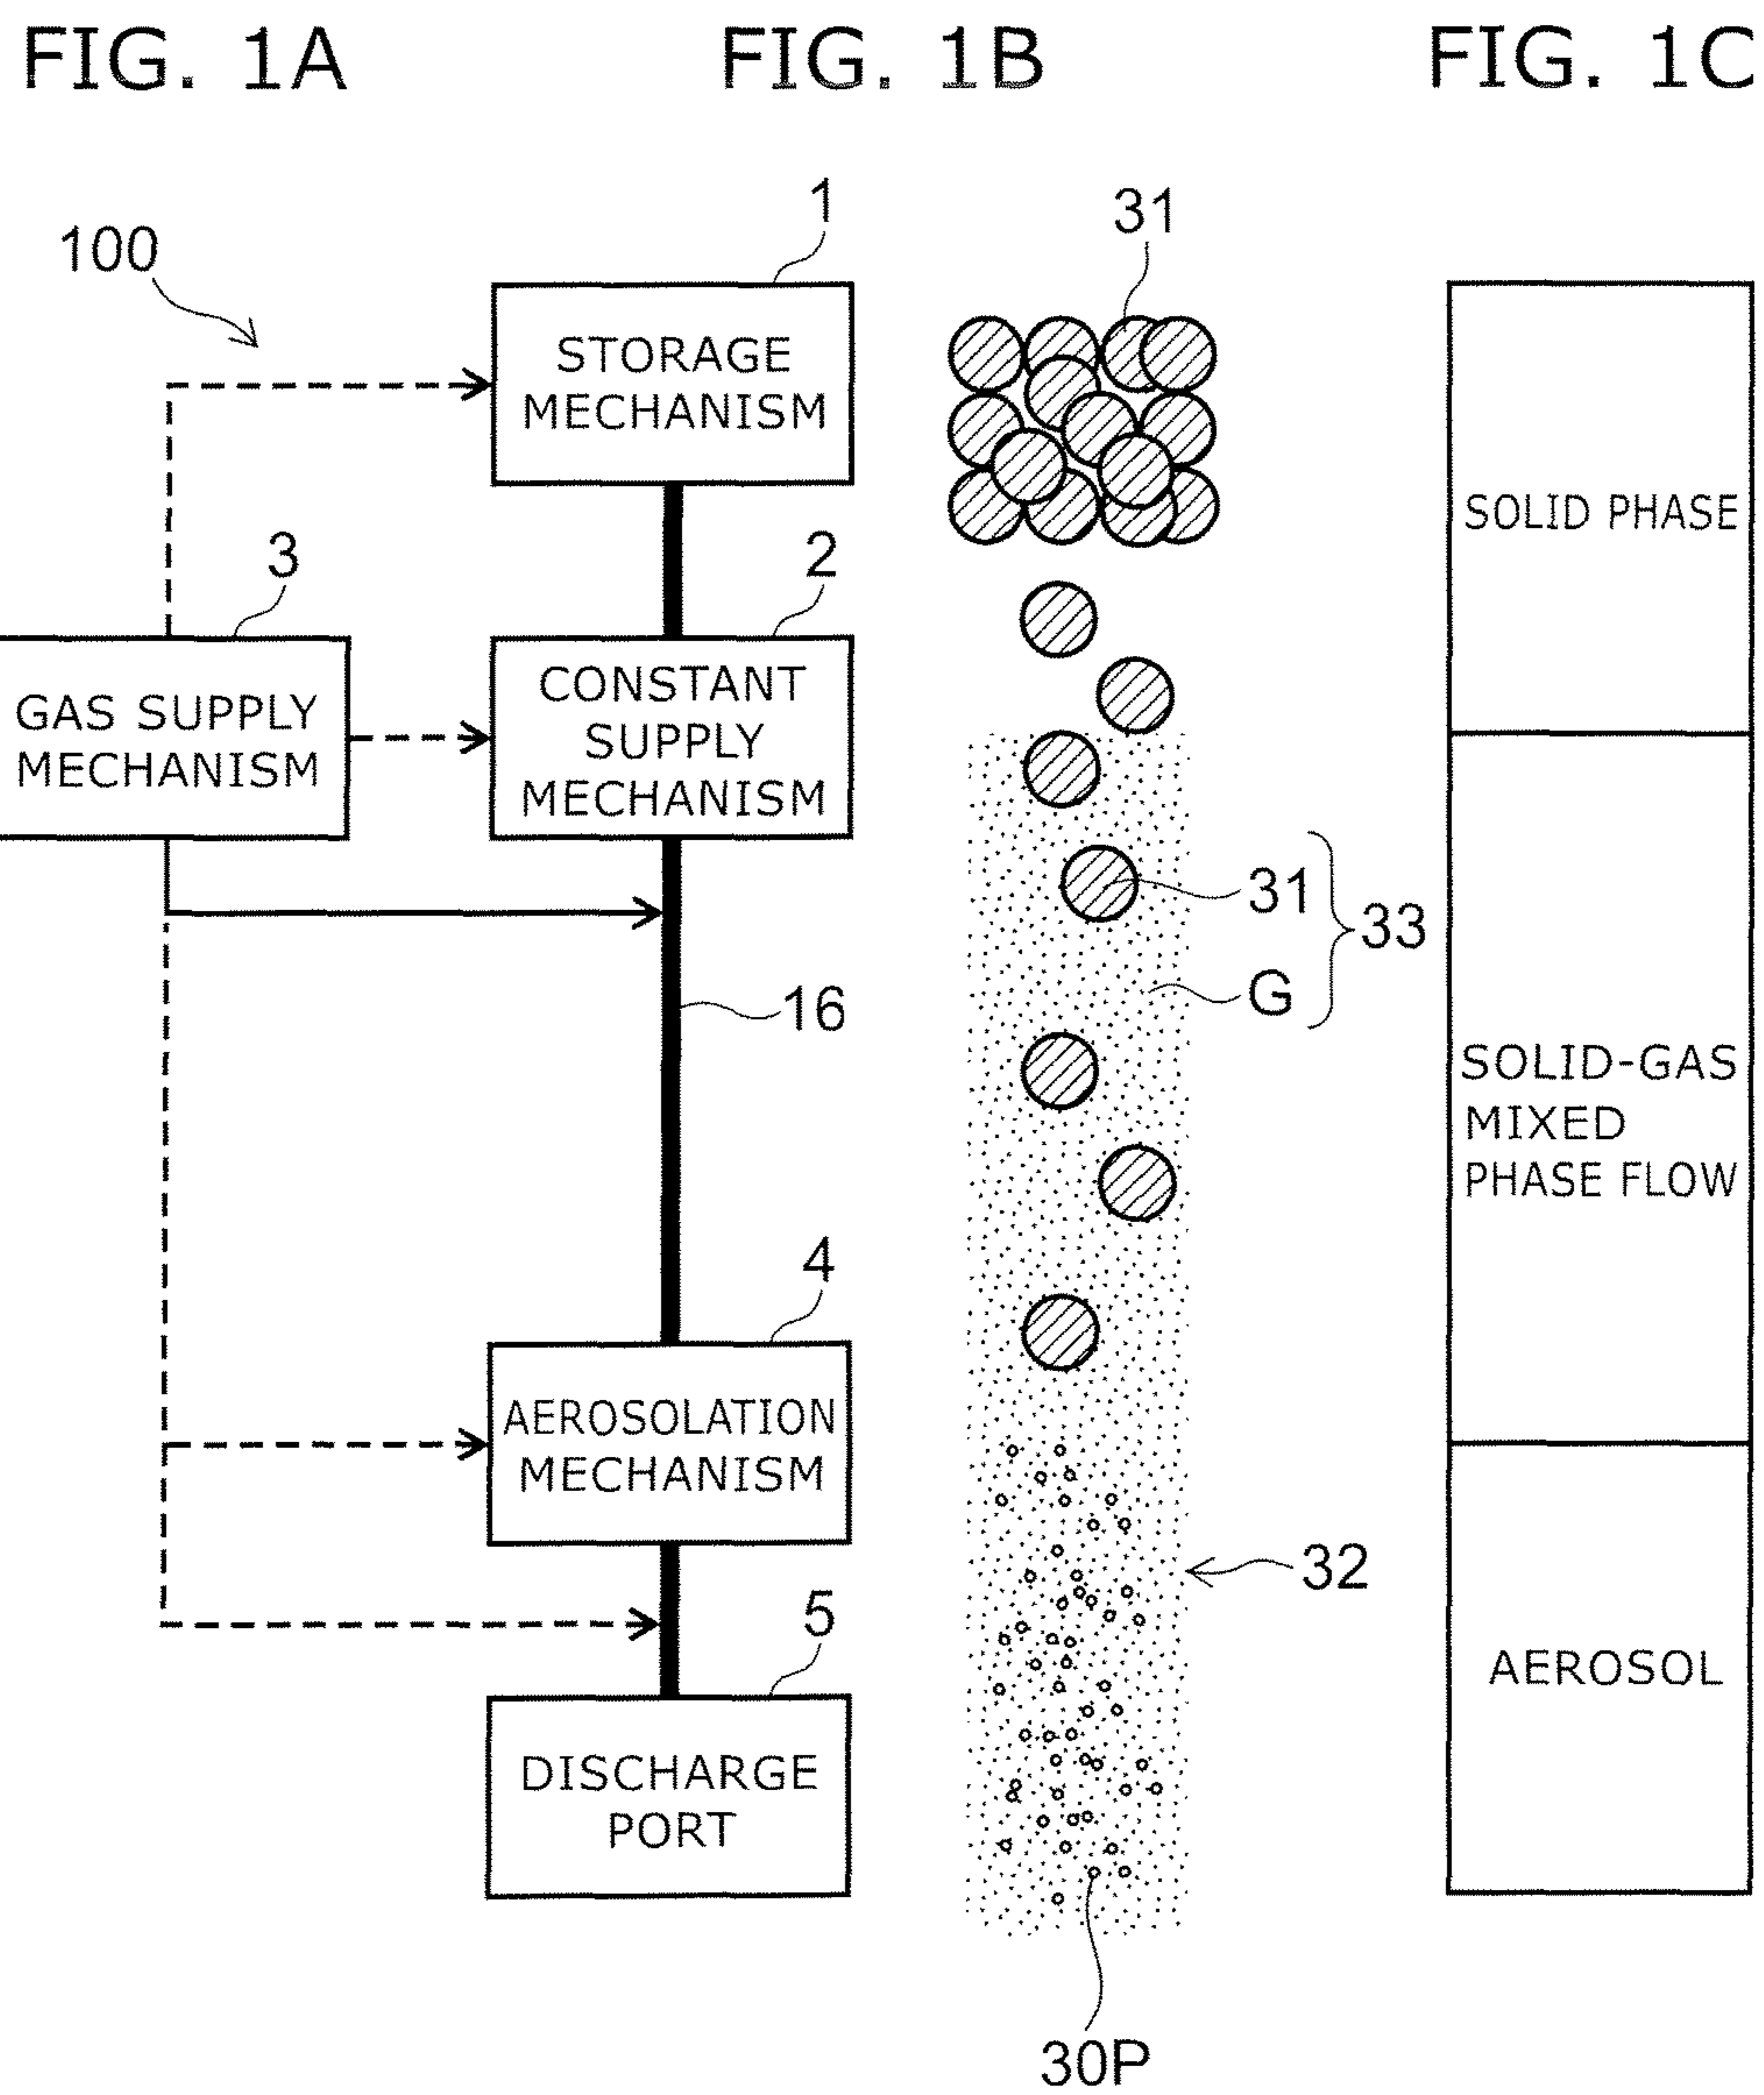 FIG. 1A
FIG. 1B
FIG. 1C
100
1
STORAGE
MECHANISM
3
GAS SUPPLY
MECHANISM
2
CONSTANT
SUPPLY
MECHANISM
16
4
AEROSOLATION
MECHANISM
5
DISCHARGE
PORT
31
31
G
33
32
30P
SOLID PHASE
SOLID-GAS
MIXED
PHASE FLOW
AEROSOL